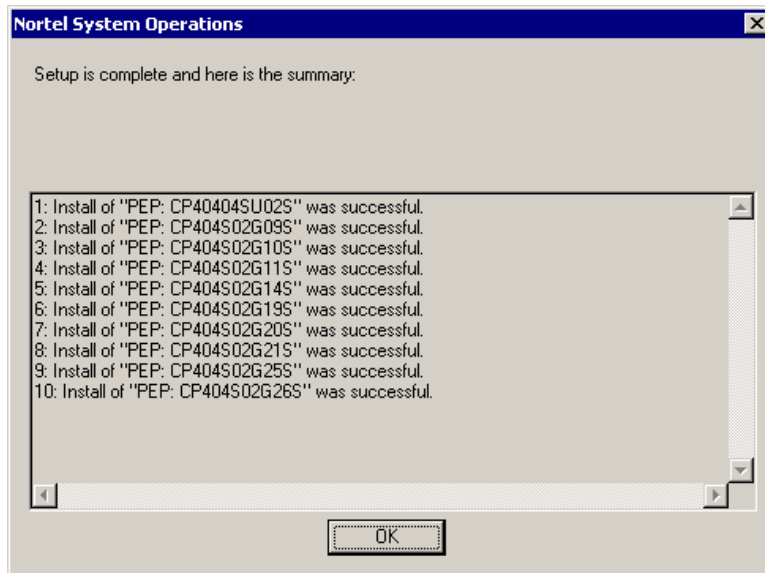 Nortel System Operations
Setup is complete and here is the summary:
1: Install of "PEP: CP40404SU02S" was successful.
2: Install of "PEP: CP404S02G09S" was successful.
3: Install of "PEP: CP404S02G10S" was successful.
4: Install of "PEP: CP404S02G11S" was successful.
5: Install of "PEP: CP404S02G14S" was successful.
6: Install of "PEP: CP404S02G19S" was successful.
7: Install of "PEP: CP404S02G20S" was successful.
8: Install of "PEP: CP404S02G21S" was successful.
9: Install of "PEP: CP404S02G25S" was successful.
10: Install of "PEP: CP404S02G26S" was successful.
OK